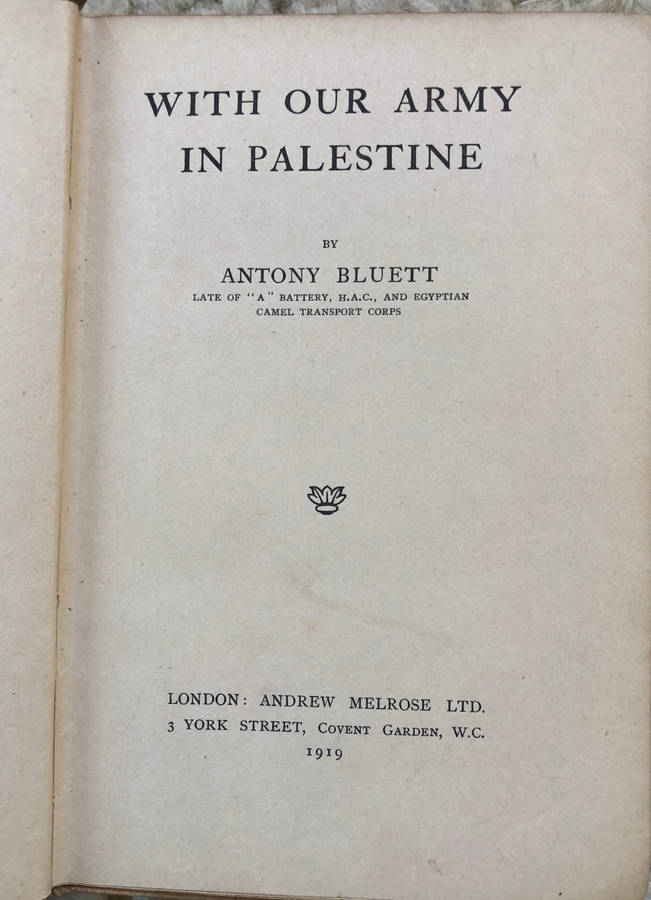 WITH OUR ARMY
IN PALESTINE
BY
ANTONY BLUETT
LATE OF "A" BATTERY, H.A.C., AND EGYPTIAN
CAMEL TRANSPORT CORPS
LONDON: ANDREW MELROSE LTD.
3 YORK STREET, COVENT GARDEN, W.C.
1919